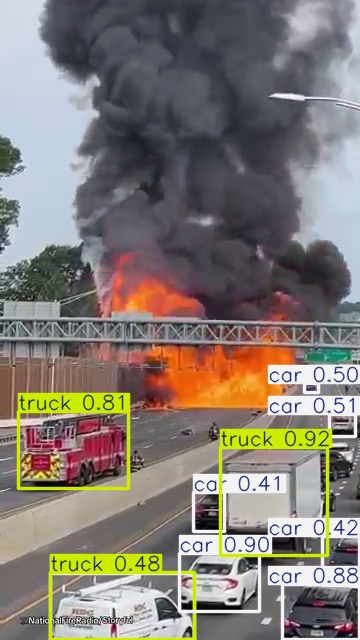 car 0.50
truck 0.81
car 0.51
truck 0.92
car 0.41
car 0.42
car 0.90
truck 0.48
car 0.88
NationalFireRadio/Storyful